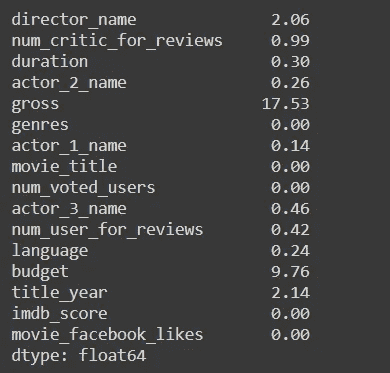 director_name 2.06
num_critic_for_reviews 0.99
duration 0.30
actor_2_name 0.26
gross 17.53
genres 0.00
actor_1_name 0.14
movie_title 0.00
num_voted_users 0.00
actor_3_name 0.46
num_user_for_reviews 0.42
language 0.24
budget 9.76
title_year 2.14
imdb_score 0.00
movie_facebook_likes 0.00
dtype: float64